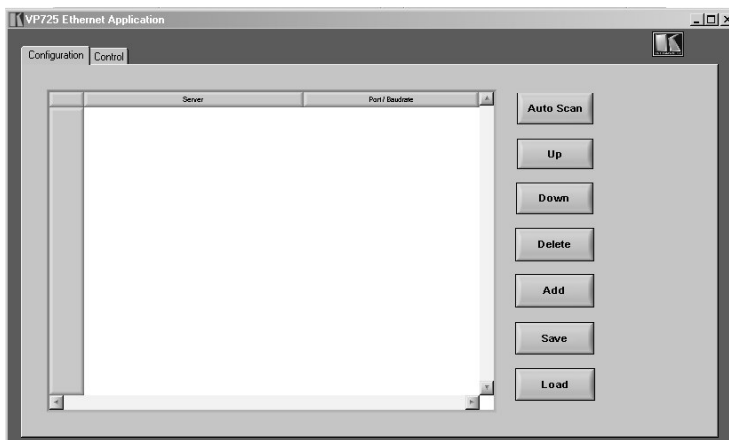 VP725 Ethernet Application
Configuration Control
Server Port / Baudrate
Auto Scan
Up
Down
Delete
Add
Save
Load